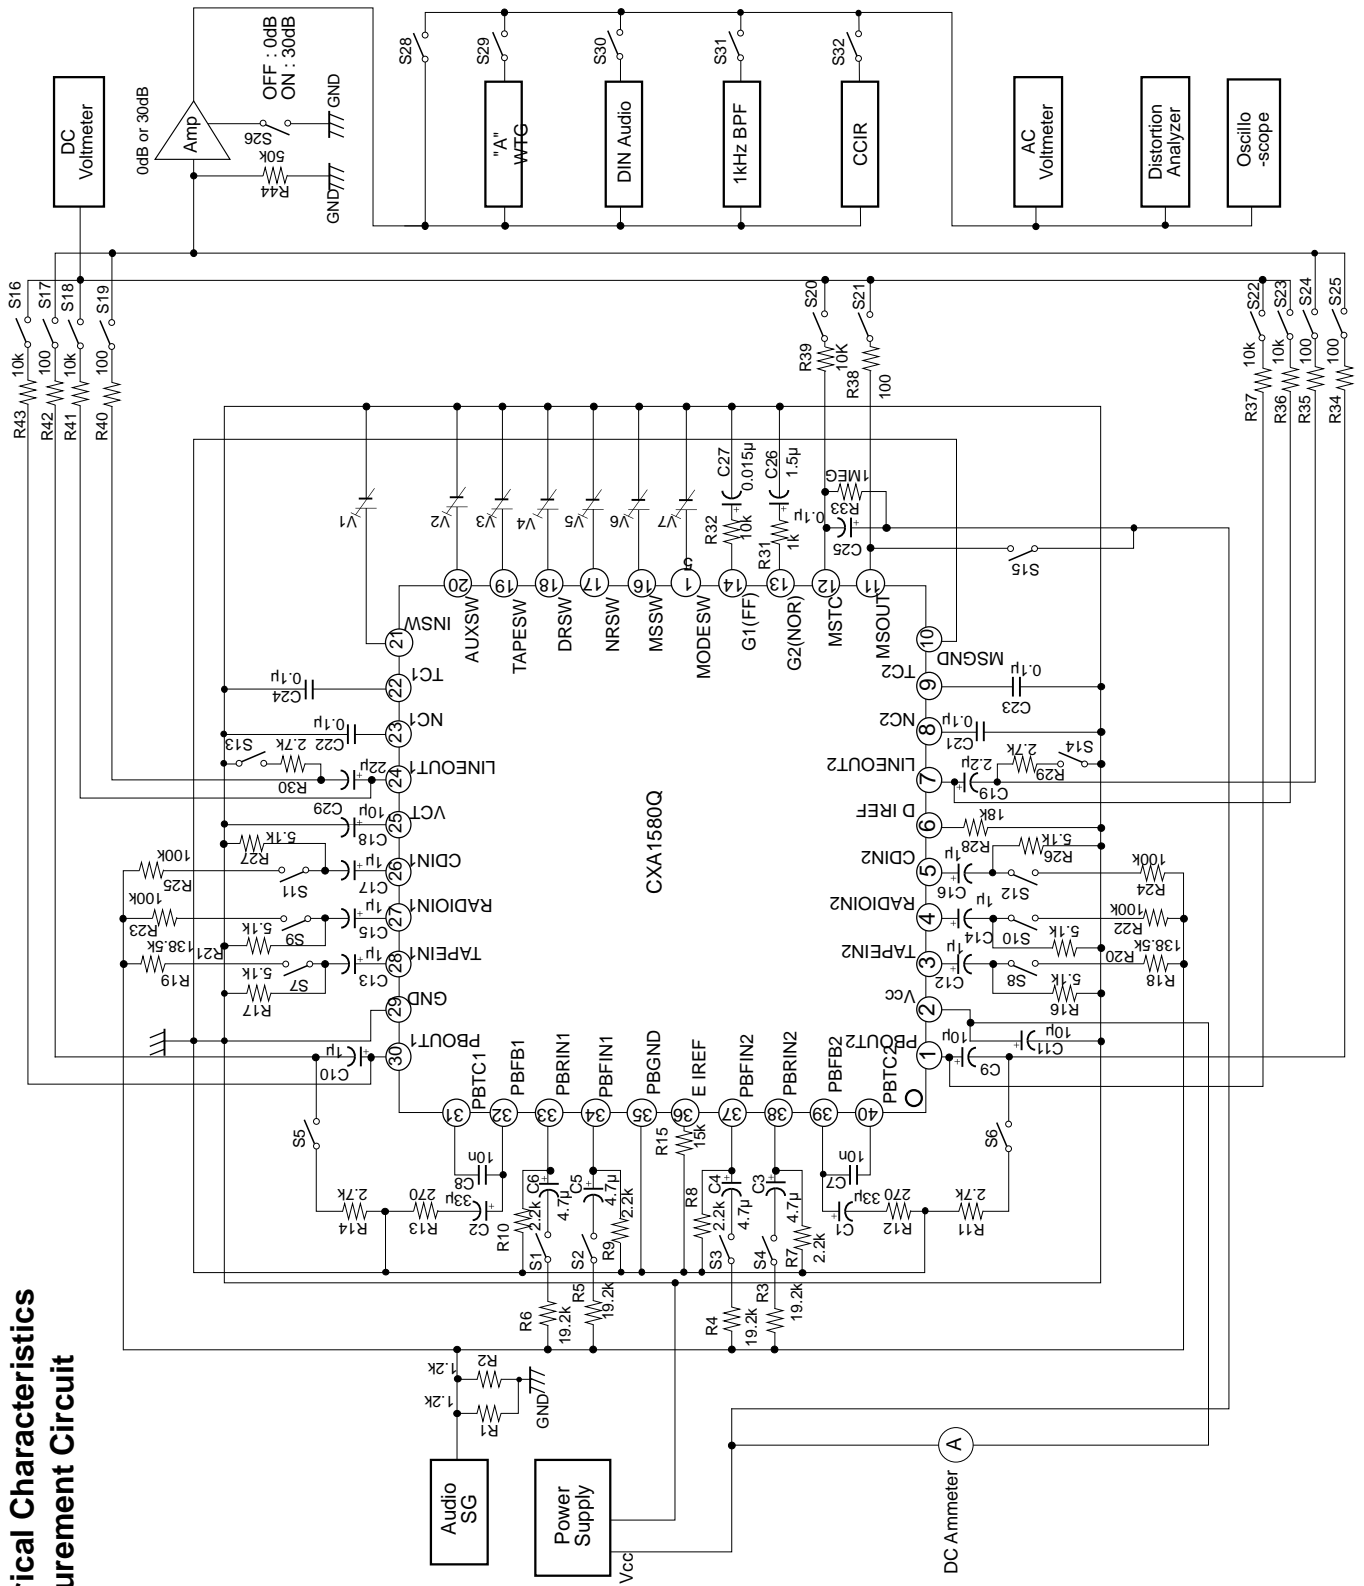 rical Characteristics
urement Circuit
DC
Voltmeter
0dB or 30dB
Amp
OFF : 0dB
ON : 30dB
S26
50k
R44
GND
GND
S28
S29
S30
S31
S32
"A"
WTG
DIN Audio
1kHz BPF
CCIR
AC
Voltmeter
Distortion
Analyzer
Oscillo
-scope
S16
S17
S18
S19
10k
100
10k
100
R43
R42
R41
R40
S20
S21
R39
10K
R38
100
S22
S23
S24
S25
10k
10k
100
100
R37
R36
R35
R34
V1
V2
V3
V4
V5
V6
V7
C27
0.015µ
R32
10k
C26
1.5µ
R31
1k
1MEG
R33
0.1µ
C25
S15
20
19
18
17
16
1
5
14
13
12
11
AUXSW
TAPESW
DRSW
NRSW
MSSW
MODESW
G1(FF)
G2(NOR)
MSTC
MSOUT
21
INSW
22
TC1
23
NC1
24
LINEOUT1
25
VCT
26
CDIN1
27
RADIOIN1
28
TAPEIN1
29
GND
30
PBOUT1
0.1µ
C24
0.1µ
C22
S13
2.7k
R30
22µ
C29
10µ
C18
5.1k
R27
1µ
C17
100k
R25
S11
100k
R23
5.1k
R21
S9
1µ
C15
138.5k
R19
5.1k
R17
S7
1µ
C13
1µ
C10
CXA1580Q
10
MSGND
9
TC2
8
NC2
7
LINEOUT2
6
D IREF
5
CDIN2
4
RADIOIN2
3
TAPEIN2
2
Vcc
1
PBOUT2
0.1µ
C23
0.1µ
C21
S14
2.7k
R29
2.2µ
C19
18k
R28
5.1k
R26
1µ
C16
S12
100k
R24
1µ
C14
S10
100k
R22
5.1k
R20
1µ
C12
S8
138.5k
R18
5.1k
R16
10µ
C11
10µ
C9
31
32
33
34
35
36
37
38
39
40
PBTC1
PBFB1
PBRIN1
PBFIN1
PBGND
E IREF
PBFIN2
PBRIN2
PBFB2
PBTC2
S5
2.7k
R14
270
R13
33µ
C2
10n
C8
R10
2.2k
C6
4.7µ
C5
4.7µ
R9
2.2k
R15
15k
R8
2.2k
C4
4.7µ
C3
4.7µ
R7
2.2k
10n
C7
33µ
C1
270
R12
2.7k
R11
S6
S1
S2
S3
S4
R6
19.2k
R5
19.2k
R4
19.2k
R3
19.2k
1.2k
R2
1.2k
R1
GND
Audio
SG
Power
Supply
Vcc
DC Ammeter
A